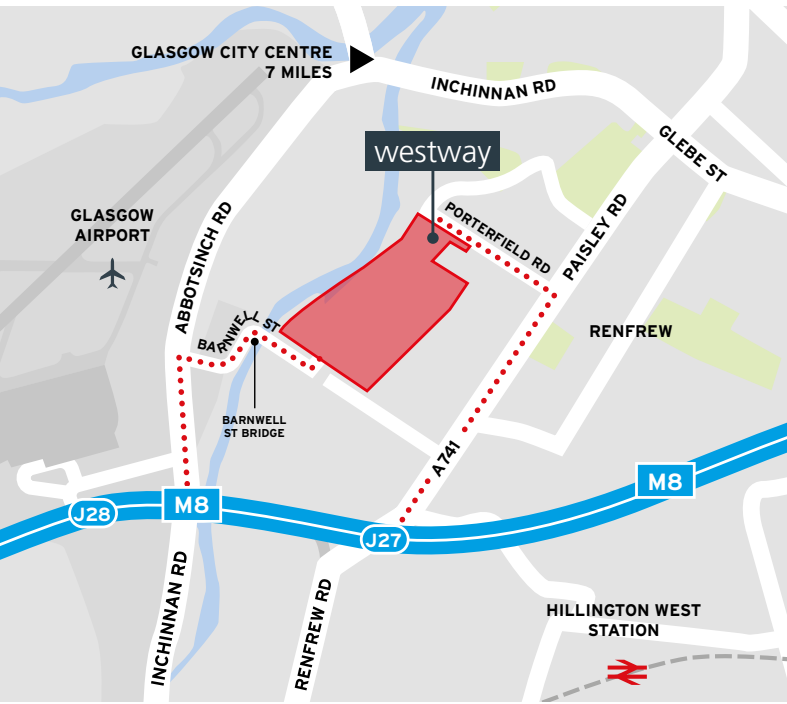 GLASGOW CITY CENTRE
7 MILES
INCHINNAN RD
GLEBE ST
westway
PORTERFIELD RD
PAISLEY RD
GLASGOW
AIRPORT
ABBOTSINCH RD
BARNWELL ST
RENFREW
BARNWELL
ST BRIDGE
A741
M8
M8
J28
J27
INCHINNAN RD
RENFREW RD
HILLINGTON WEST
STATION